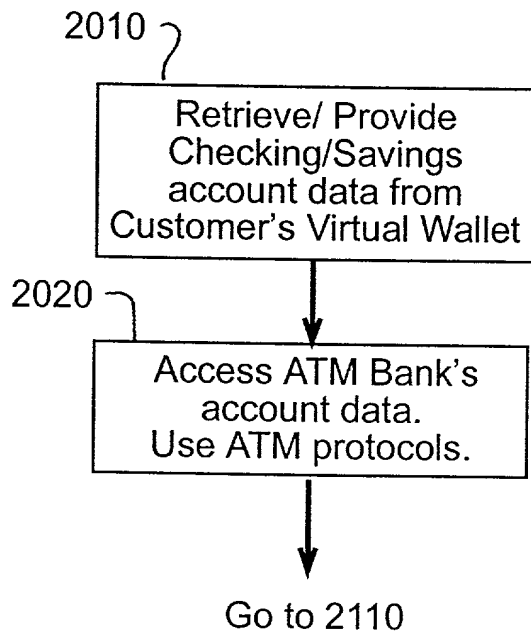 2010
Retrieve/ Provide
Checking/Savings
account data from
Customer's Virtual Wallet
2020
Access ATM Bank's
account data.
Use ATM protocols.
Go to 2110